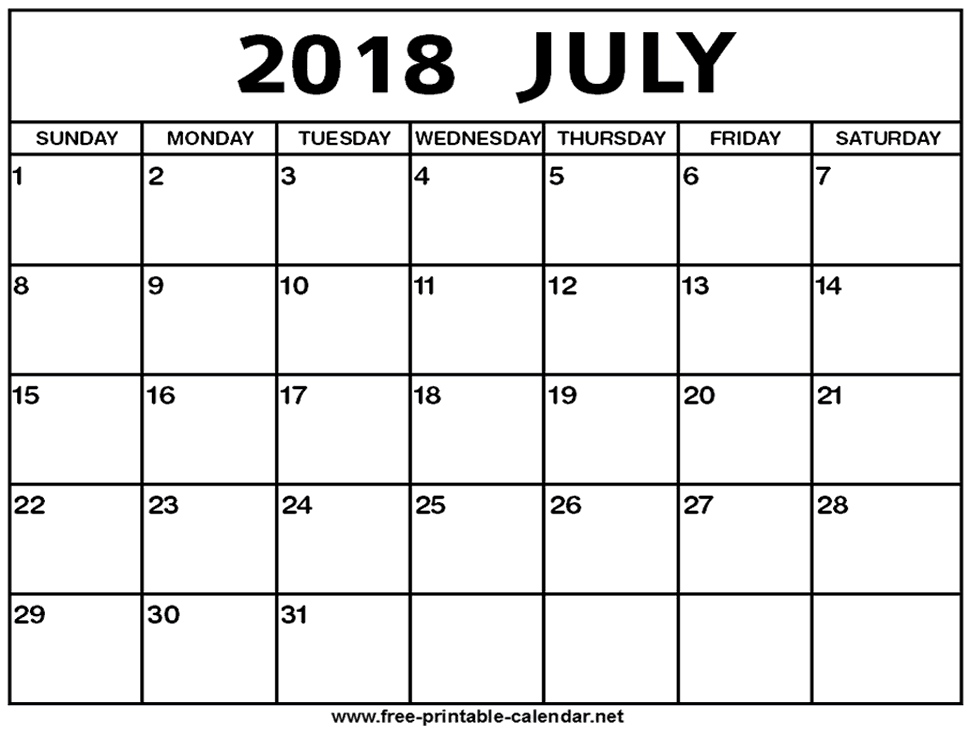 2018 JULY
SUNDAY MONDAY TUESDAY WEDNESDAY THURSDAY FRIDAY SATURDAY
1 2 3 4 5 6 7
8 9 10 11 12 13 14
15 16 17 18 19 20 21
22 23 24 25 26 27 28
29 30 31
www.free-printable-calendar.net